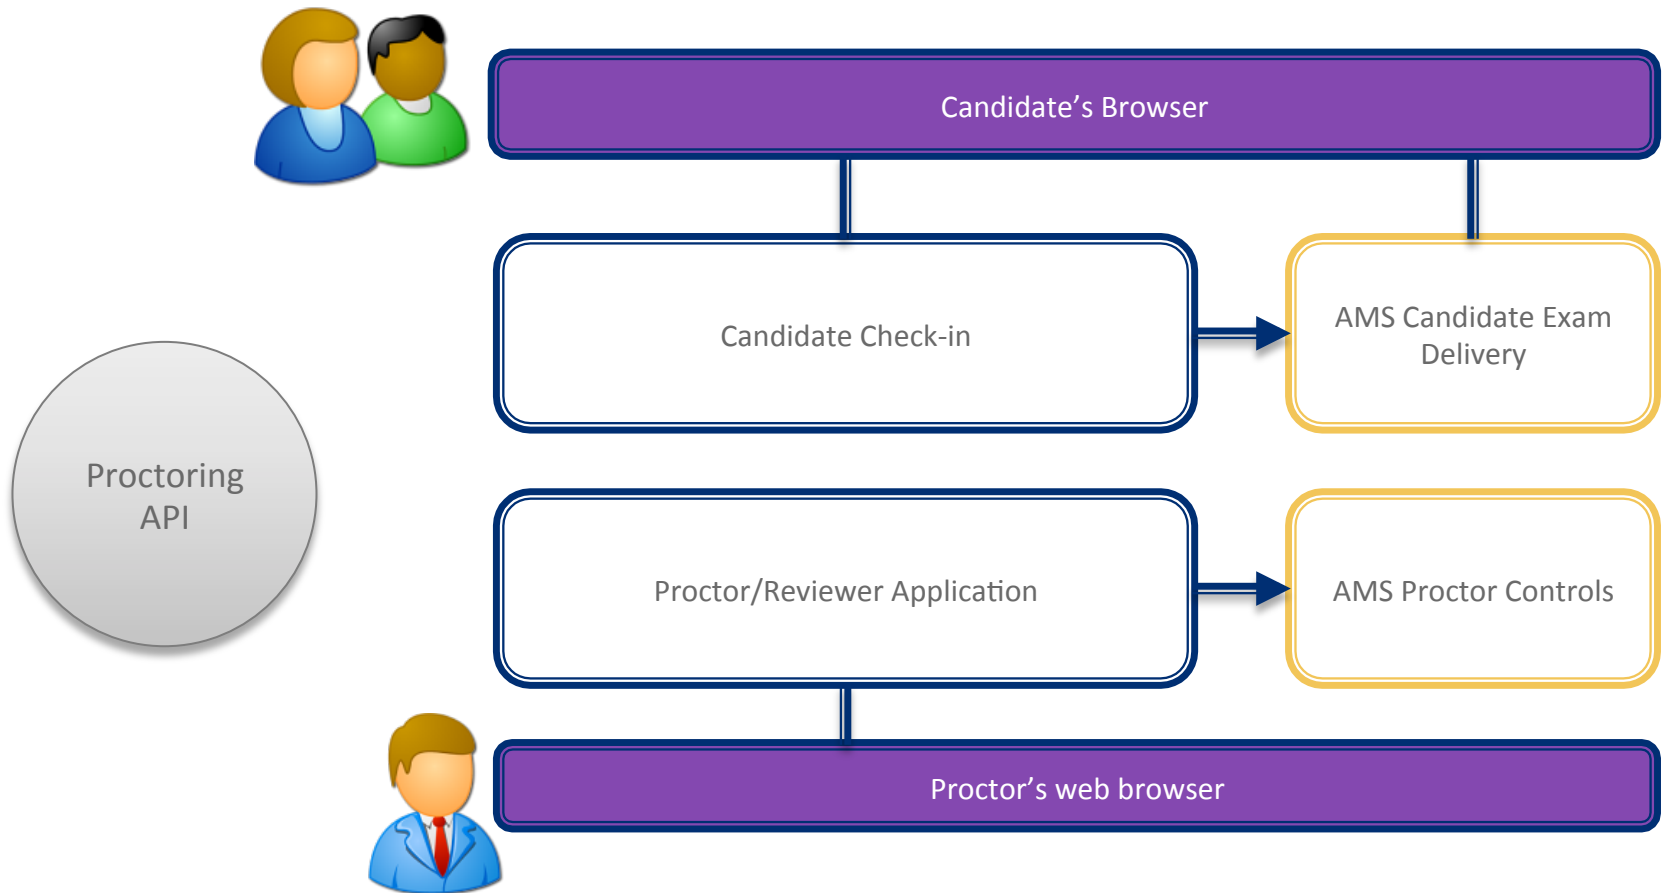 Candidate’s Browser
Candidate Check-in
AMS Candidate Exam
Delivery
Proctoring
API
Proctor/Reviewer Application
AMS Proctor Controls
Proctor’s web browser